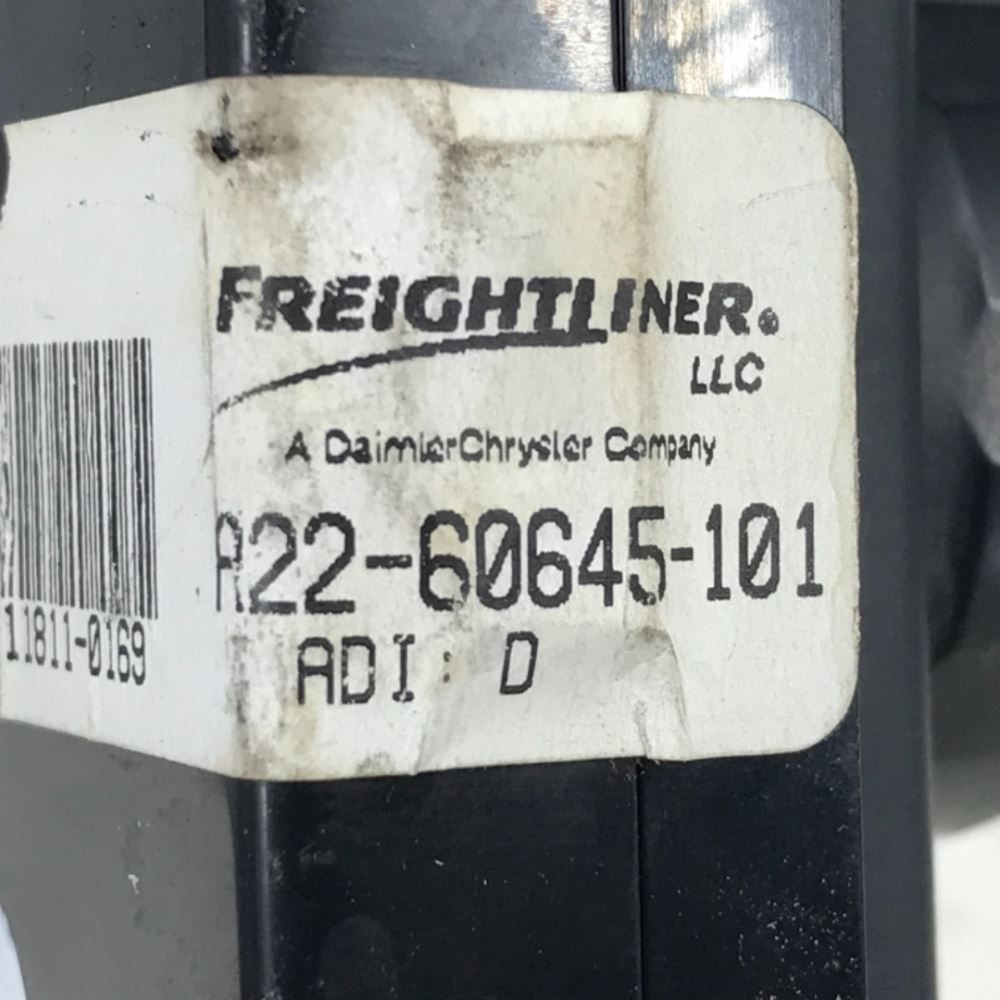 FREIGHTLINER®
LLC
A DaimlerChrysler Company
A22-60645-101
ADI: D
11811-0169